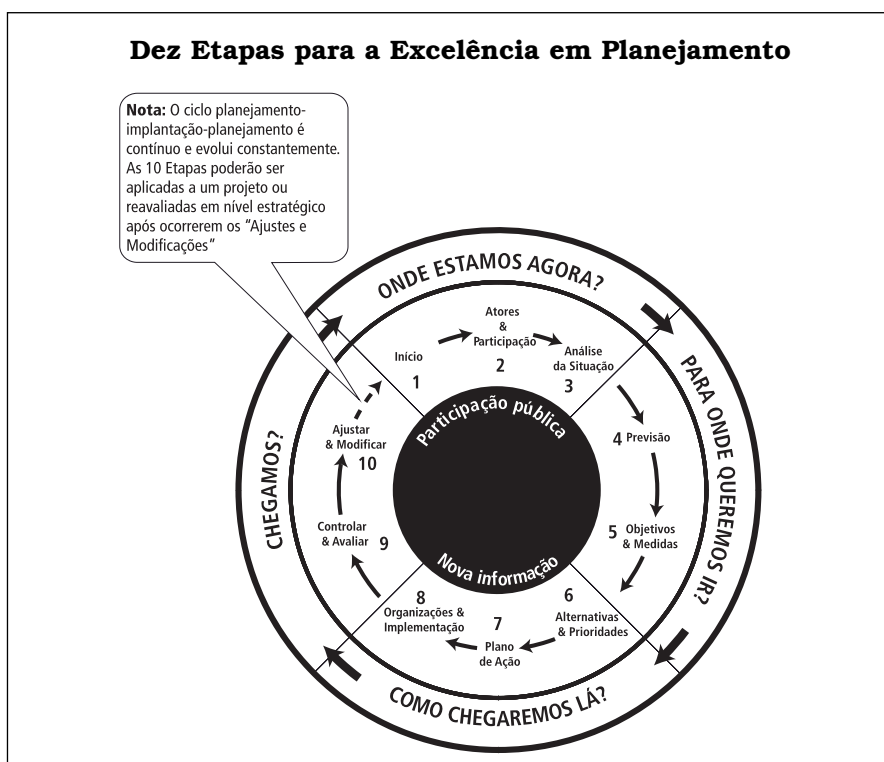 Dez Etapas para a Excelência em Planejamento
Nota: O ciclo planejamento-
implantação-planejamento é
contínuo e evolui constantemente.
As 10 Etapas poderão ser
aplicadas a um projeto ou
reavaliadas em nível estratégico
após ocorrerem os “Ajustes e
Modificações”
ONDE ESTAMOS AGORA?
PARA ONDE QUEREMOS IR?
COMO CHEGAREMOS LÁ?
CHEGAMOS?
Início
1
Atores
&
Participação
2
Análise
da Situação
3
4 Previsão
5 Objetivos
& Medidas
6
Alternativas
& Prioridades
7
Plano
de Ação
8
Organizações &
Implementação
Controlar
& Avaliar 9
Ajustar
& Modificar
10
Participação pública
Nova informação